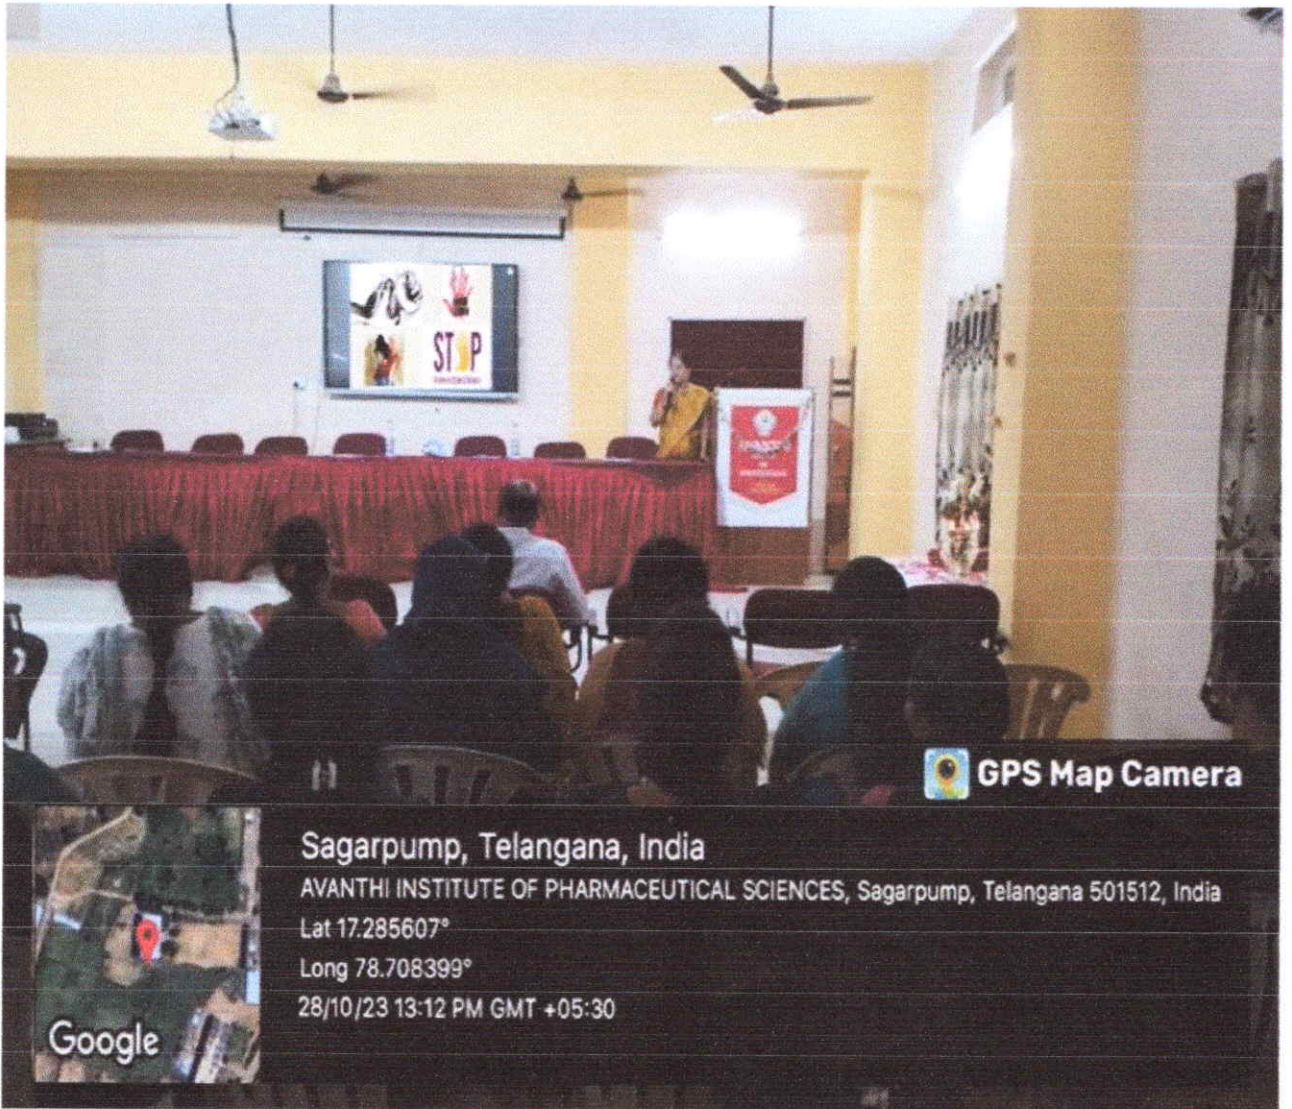 STOP
GPS Map Camera
Sagarpump, Telangana, India
AVANTHI INSTITUTE OF PHARMACEUTICAL SCIENCES, Sagarpump, Telangana 501512, India
Lat 17.285607°
Long 78.708399°
28/10/23 13:12 PM GMT +05:30
Google